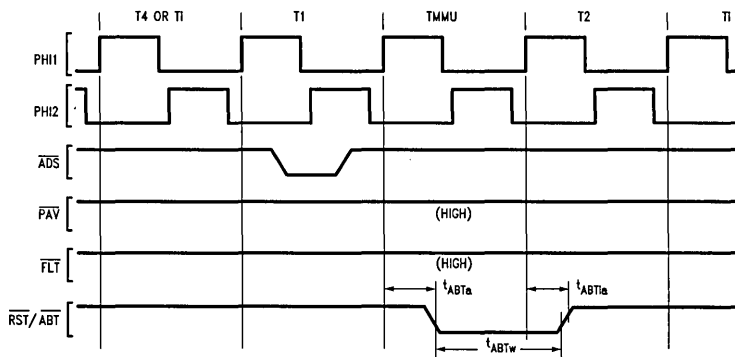 T4 OR Ti T1 TMMU T2 Ti
PHI1
PHI2
ADS
PAV (HIGH)
FLT (HIGH)
tABTa tABTia
RST/ABT
tABTw